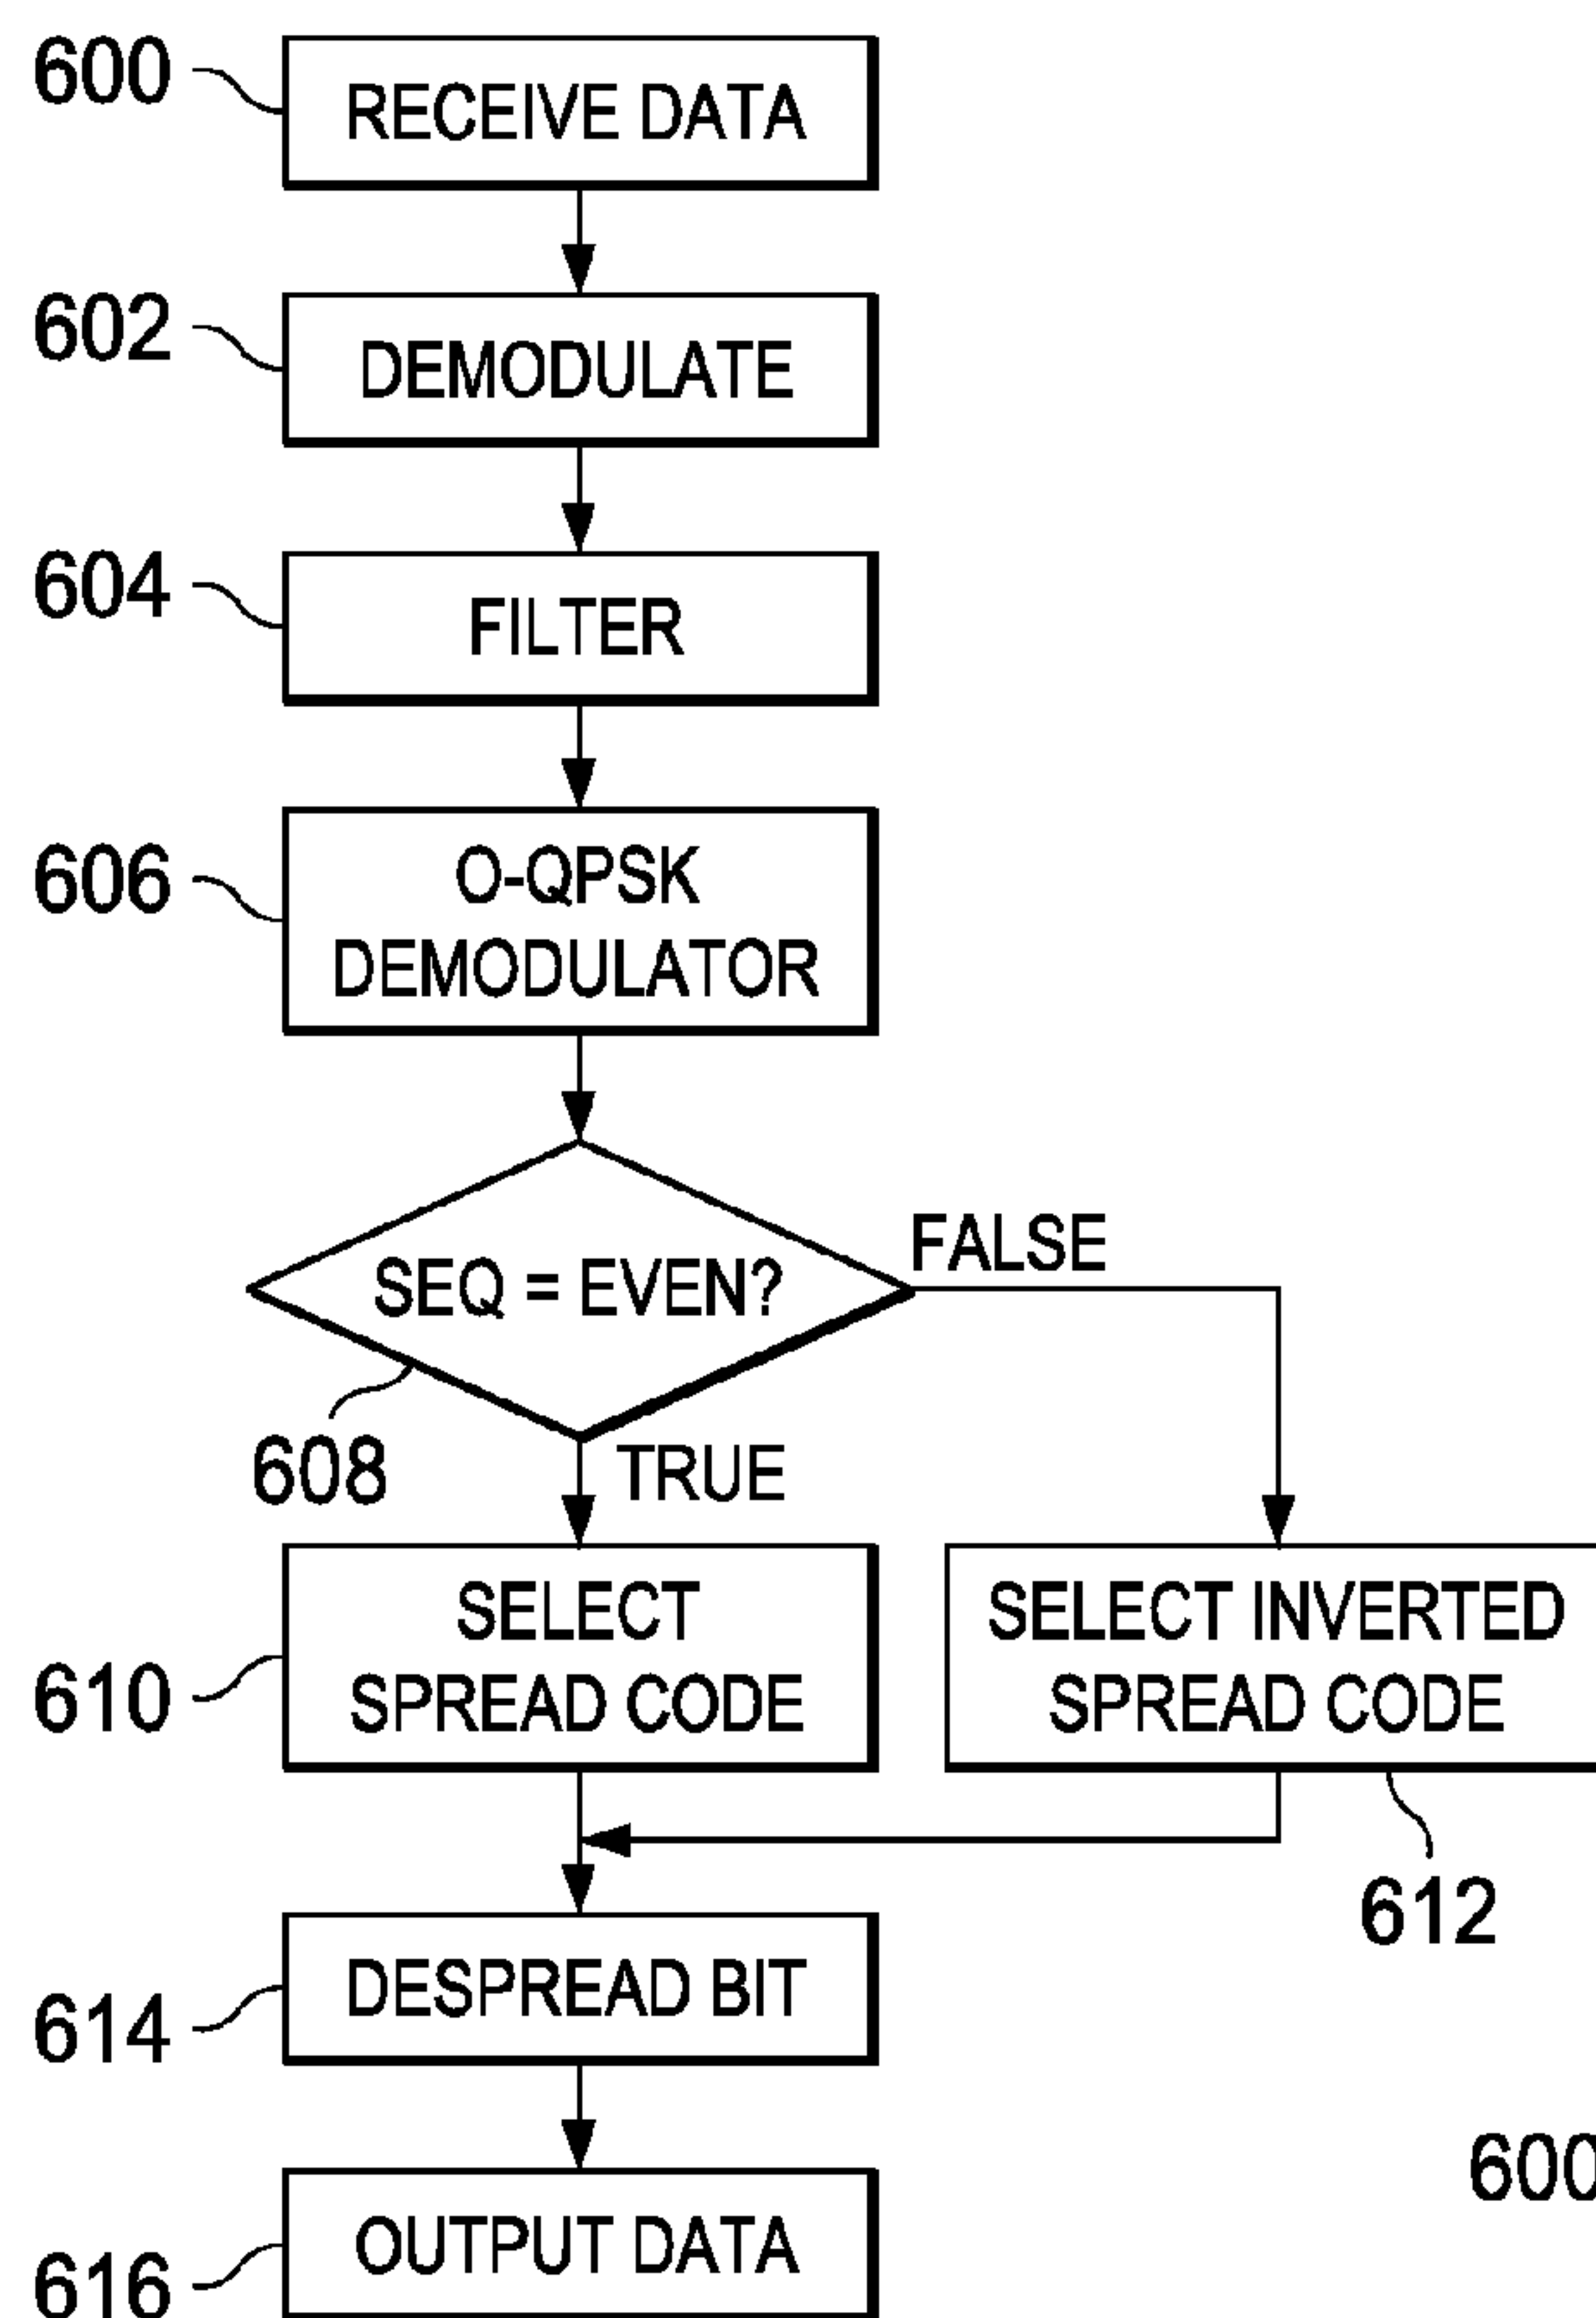 600
RECEIVE DATA
602
DEMODULATE
604
FILTER
606
O-QPSK
DEMODULATOR
SEQ = EVEN?
FALSE
608
TRUE
610
SELECT
SPREAD CODE
SELECT INVERTED
SPREAD CODE
612
614
DESPREAD BIT
600
616
OUTPUT DATA